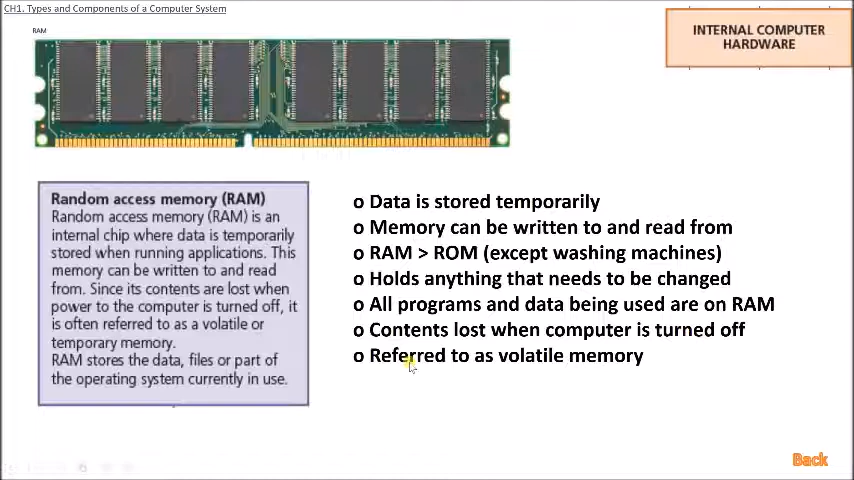 CH1. Types and Components of a Computer System
INTERNAL COMPUTER
HARDWARE
RAM
Random access memory (RAM)
Random access memory (RAM) is an
internal chip where data is temporarily
stored when running applications. This
memory can be written to and read
from. Since its contents are lost when
power to the computer is turned off, it
is often referred to as a volatile or
temporary memory.
RAM stores the data, files or part of
the operating system currently in use.
o Data is stored temporarily
o Memory can be written to and read from
o RAM > ROM (except washing machines)
o Holds anything that needs to be changed
o All programs and data being used are on RAM
o Contents lost when computer is turned off
o Referred to as volatile memory
Back